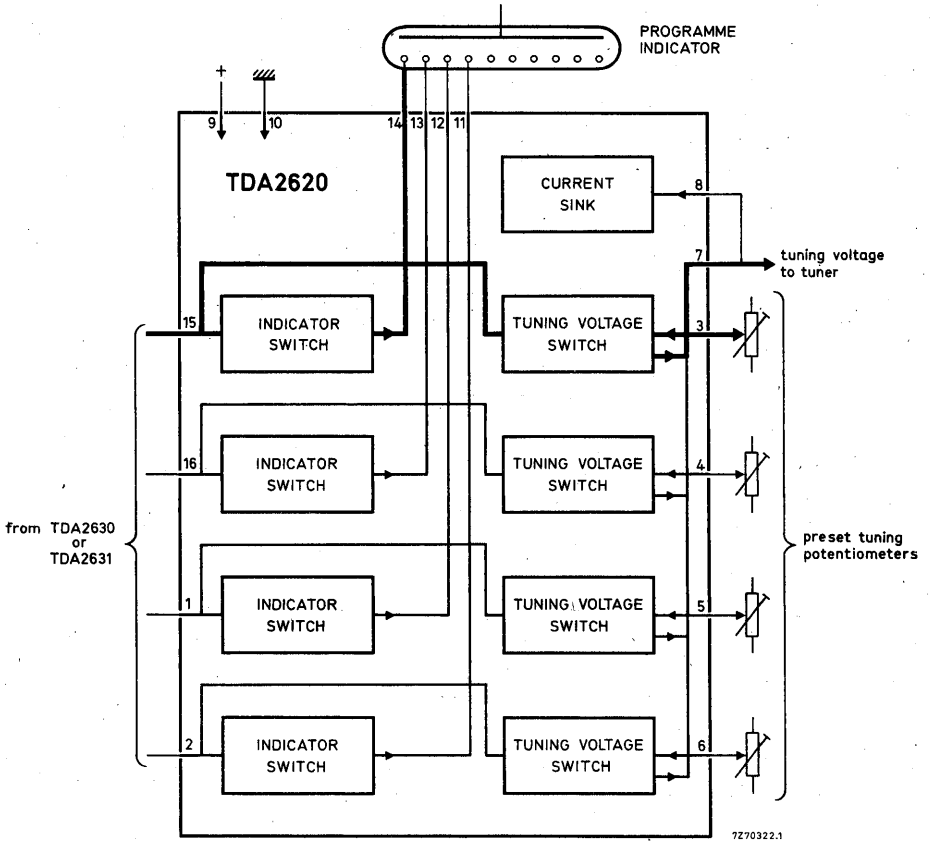 PROGRAMME
INDICATOR
+
9
10
14
13
12
11
TDA2620
CURRENT
SINK
8
7
tuning voltage
to tuner
15
INDICATOR
SWITCH
TUNING VOLTAGE
SWITCH
3
16
INDICATOR
SWITCH
TUNING VOLTAGE
SWITCH
4
from TDA2630
or
TDA2631
preset tuning
potentiometers
1
INDICATOR
SWITCH
TUNING VOLTAGE
SWITCH
5
2
INDICATOR
SWITCH
TUNING VOLTAGE
SWITCH
6
7Z70322.1